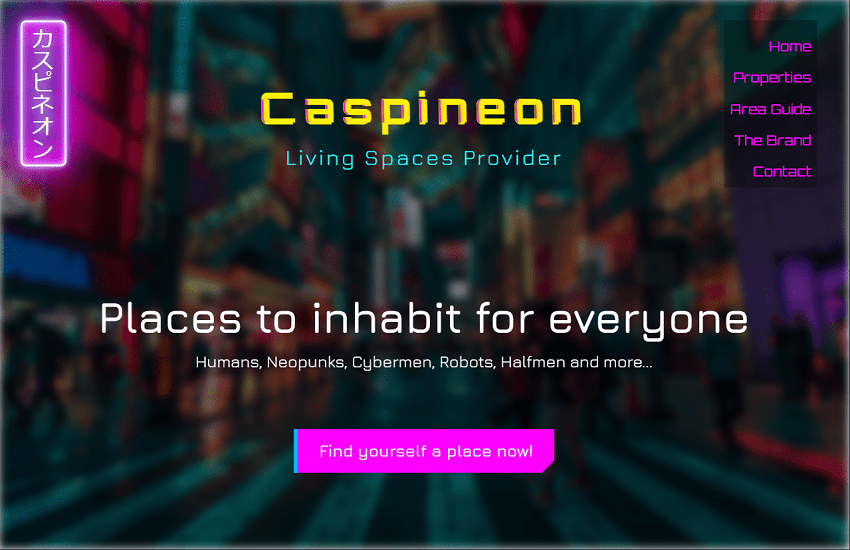 カスピネオン
Caspineon
Living Spaces Provider
Home
Properties
Area Guide
The Brand
Contact
Places to inhabit for everyone
Humans, Neopunks, Cybermen, Robots, Halfmen and more...
Find yourself a place now!